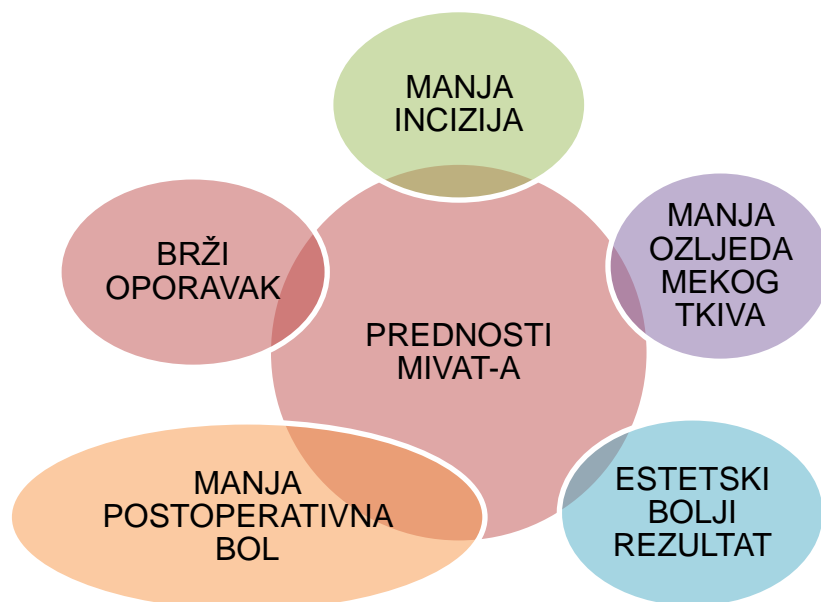 MANJA
INCIZIJA
MANJA
OZLJEDA
MEKOG
TKIVA
ESTETSKI
BOLJI
REZULTAT
MANJA
POSTOPERATIVNA
BOL
BRŽI
OPORAVAK
PREDNOSTI
MIVAT-A